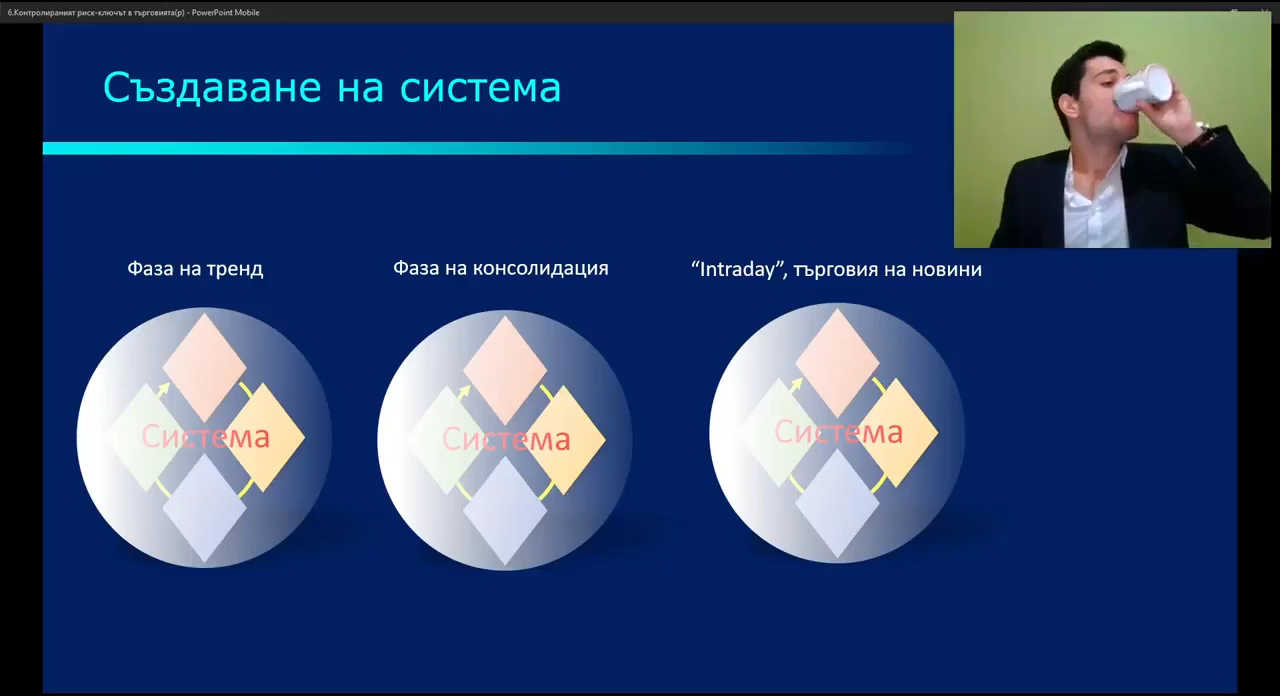 6.Контролираният риск-ключът в търговията(р) - PowerPoint Mobile
Създаване на система
Фаза на тренд
Фаза на консолидация
“Intraday”, търговия на новини
Система
Система
Система